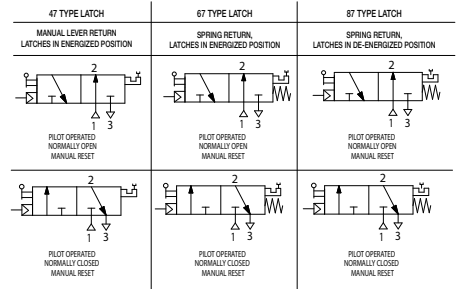 47 TYPE LATCH
67 TYPE LATCH
87 TYPE LATCH
MANUAL LEVER RETURN
LATCHES IN ENERGIZED POSITION
SPRING RETURN,
LATCHES IN ENERGIZED POSITION
SPRING RETURN,
LATCHES IN DE-ENERGIZED POSITION
2
1 3
PILOT OPERATED
NORMALLY OPEN
MANUAL RESET
2
1 3
PILOT OPERATED
NORMALLY OPEN
MANUAL RESET
2
1 3
PILOT OPERATED
NORMALLY OPEN
MANUAL RESET
2
1 3
PILOT OPERATED
NORMALLY CLOSED
MANUAL RESET
2
1 3
PILOT OPERATED
NORMALLY CLOSED
MANUAL RESET
2
1 3
PILOT OPERATED
NORMALLY CLOSED
MANUAL RESET